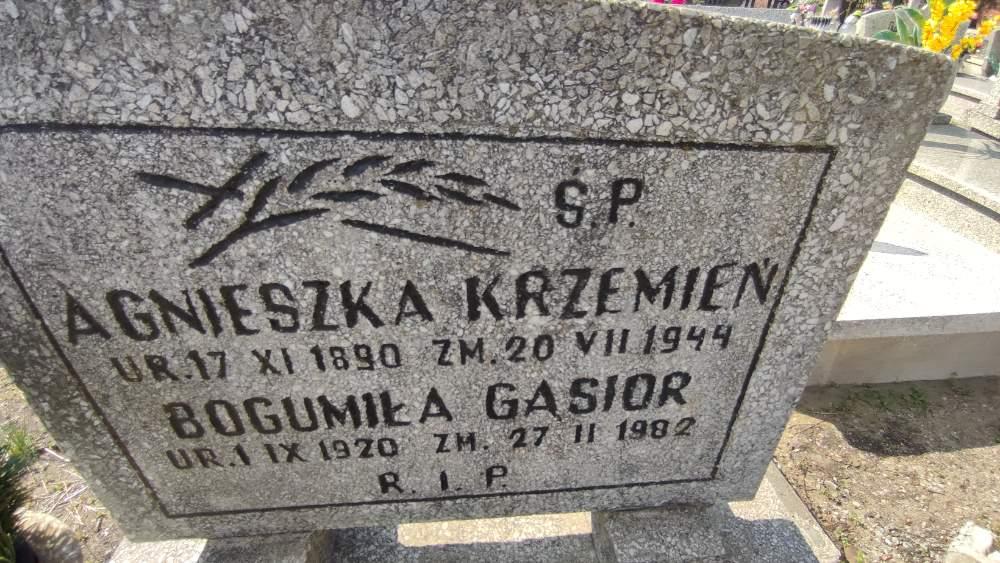 Ś.P.
AGNIESZKA KRZEMIEŃ
UR. 17 XI 1890 ZM. 20 VII 1944
BOGUMIŁA GĄSIOR
UR. 1 IX 1920 ZM. 27 II 1982
R. I. P.